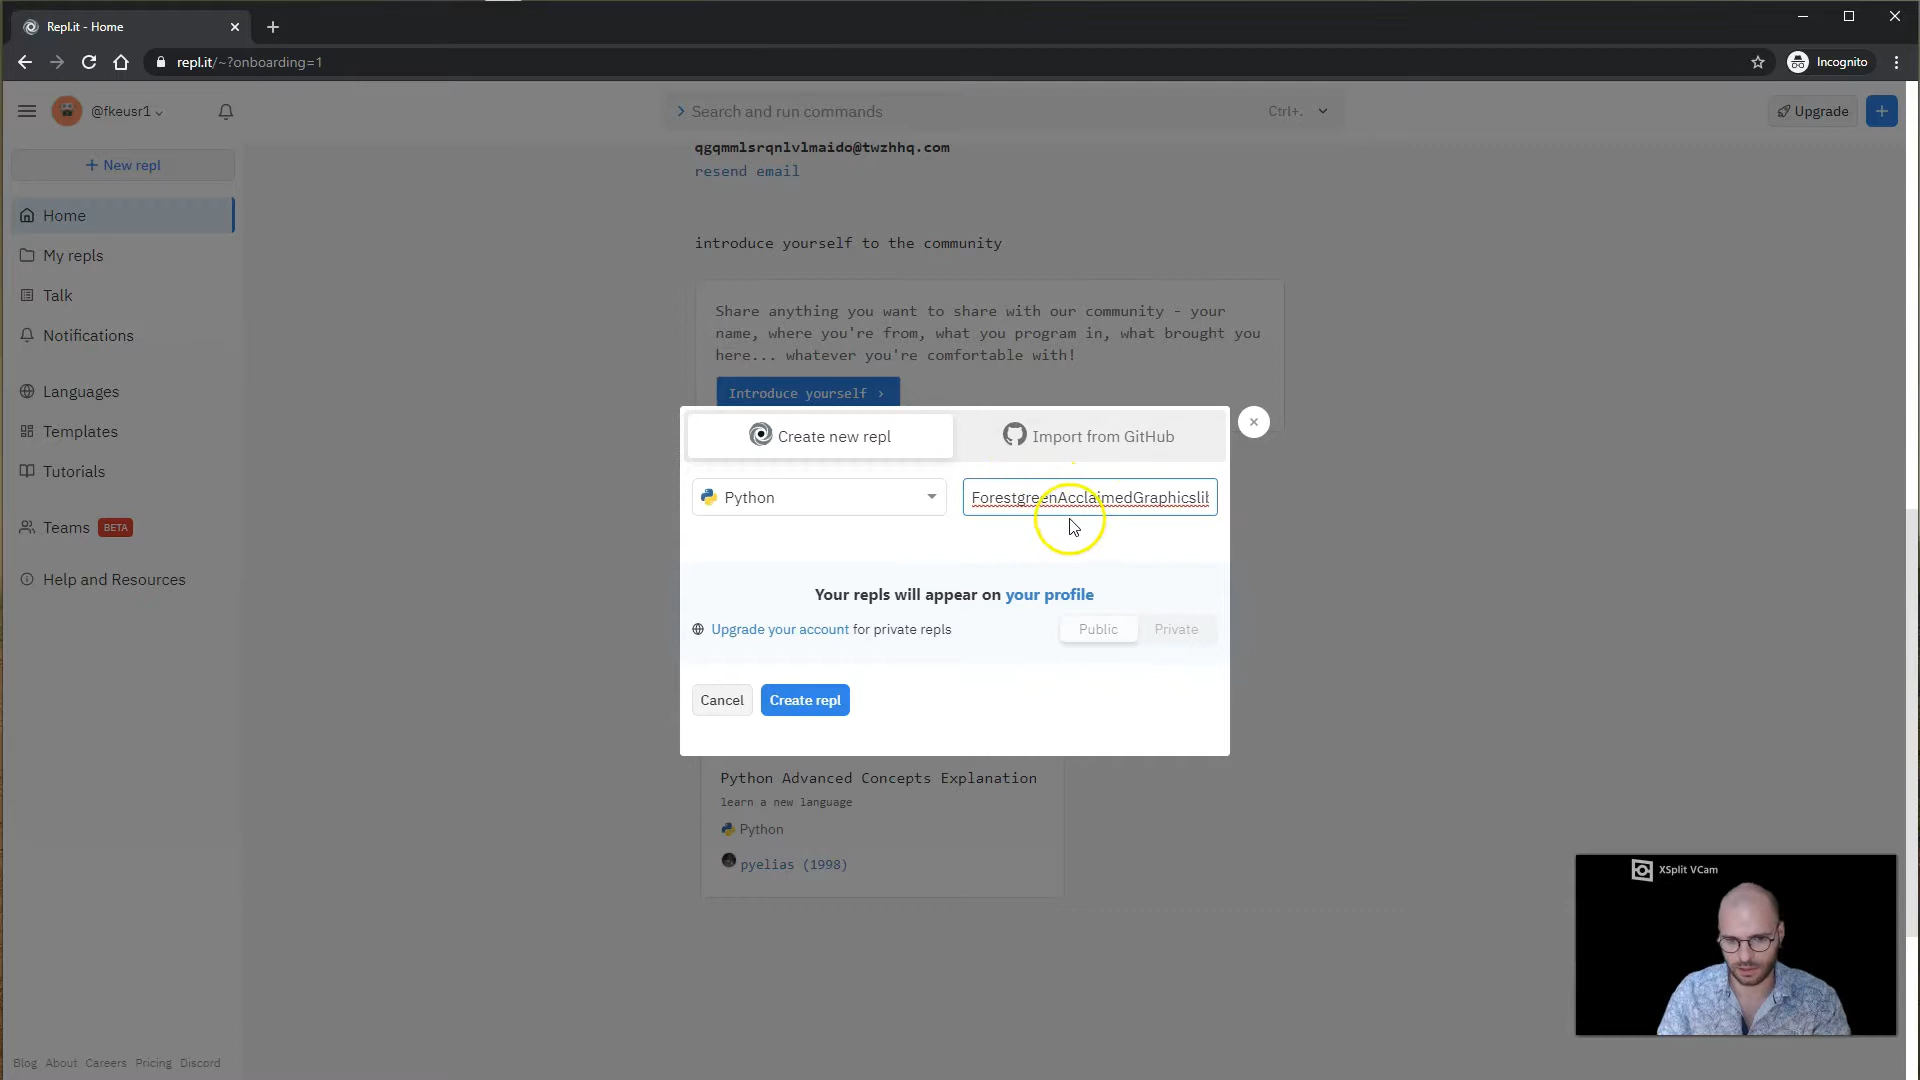 Repl.it - Home
repl.it/~?onboarding=1
Incognito
@fkeusr1
Search and run commands
Ctrl+.
Upgrade
+ New repl
Home
My repls
Talk
Notifications
Languages
Templates
Tutorials
Teams BETA
Help and Resources
Blog About Careers Pricing Discord
qgqmmlsrqnlvlmaido@twzhhq.com
resend email
introduce yourself to the community
Share anything you want to share with our community - your
name, where you're from, what you program in, what brought you
here... whatever you're comfortable with!
Introduce yourself ›
Create new repl
Import from GitHub
Python
ForestgreenAcclaimedGraphicslib
Your repls will appear on your profile
Upgrade your account for private repls
Public
Private
Cancel
Create repl
Python Advanced Concepts Explanation
learn a new language
Python
pyelias (1998)
XSplit VCam